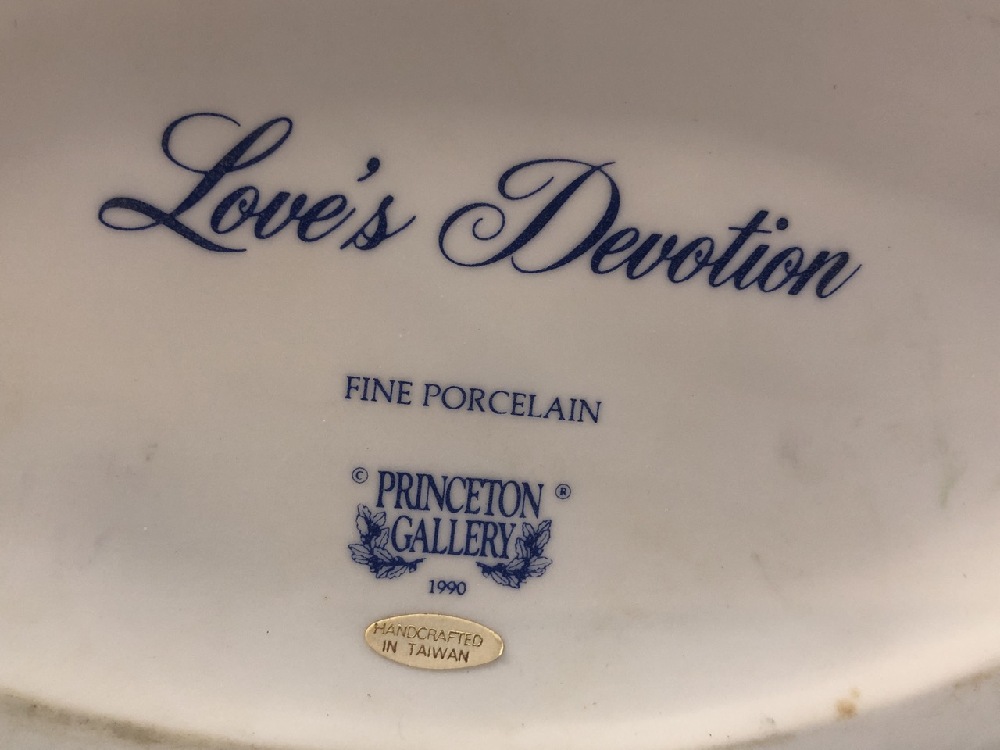 Love's Devotion
FINE PORCELAIN
© PRINCETON ®
GALLERY
1990
HANDCRAFTED
IN TAIWAN